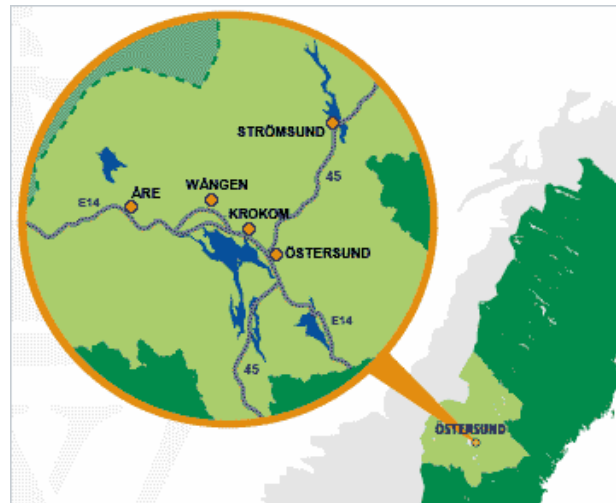 STRÖMSUND
45
WÅNGEN
ÅRE
E14
KROKOM
ÖSTERSUND
E14
45
ÖSTERSUND